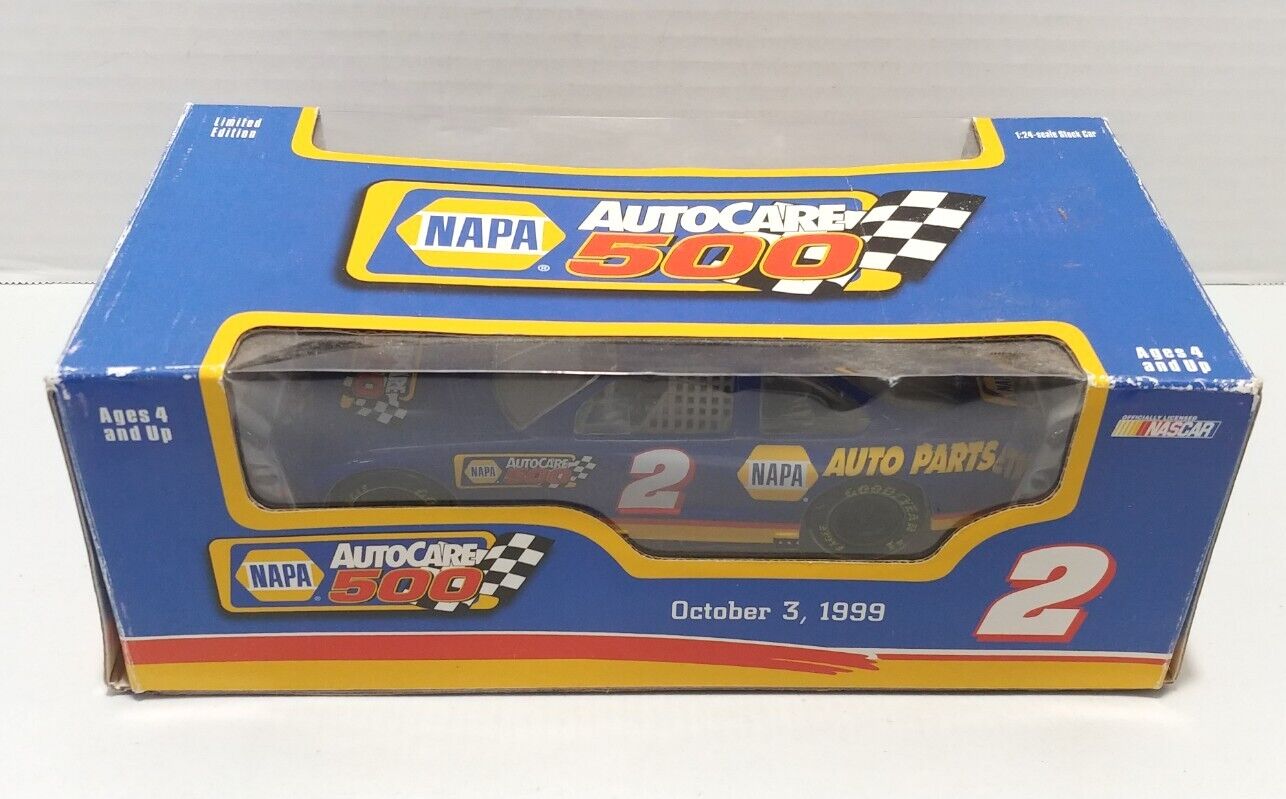 Limited
Edition
1:24-scale Stock Car
NAPA
®
AUTOCARE
500
Ages 4
and Up
Ages 4
and Up
OFFICIALLY LICENSED
NASCAR
NAPA AUTOCARE
500
2
NAPA
AUTO PARTS
GOODYEAR
EAGLE
NAPA
AUTOCARE
500
October 3, 1999
2